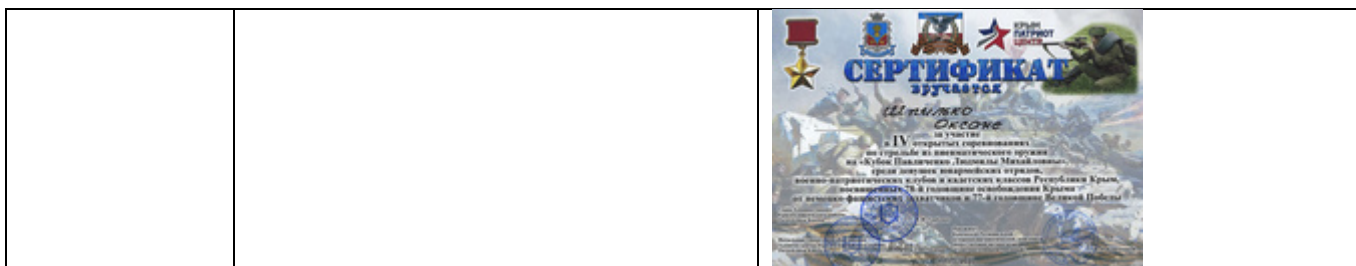 КРЫМ
ПАТРИОТ
ЦЕНТР
СЕРТИФИКАТ
вручается
Шпилько
Оксане
за участие
в IV открытых соревнованиях
по стрельбе из пневматического оружия
на «Кубок Павличенко Людмилы Михайловны»,
среди девушек юнармейских отрядов,
военно-патриотических клубов и кадетских классов Республики Крым,
посвященных 78-й годовщине освобождения Крыма
от немецко-фашистских захватчиков и 77-й годовщине Великой Победы